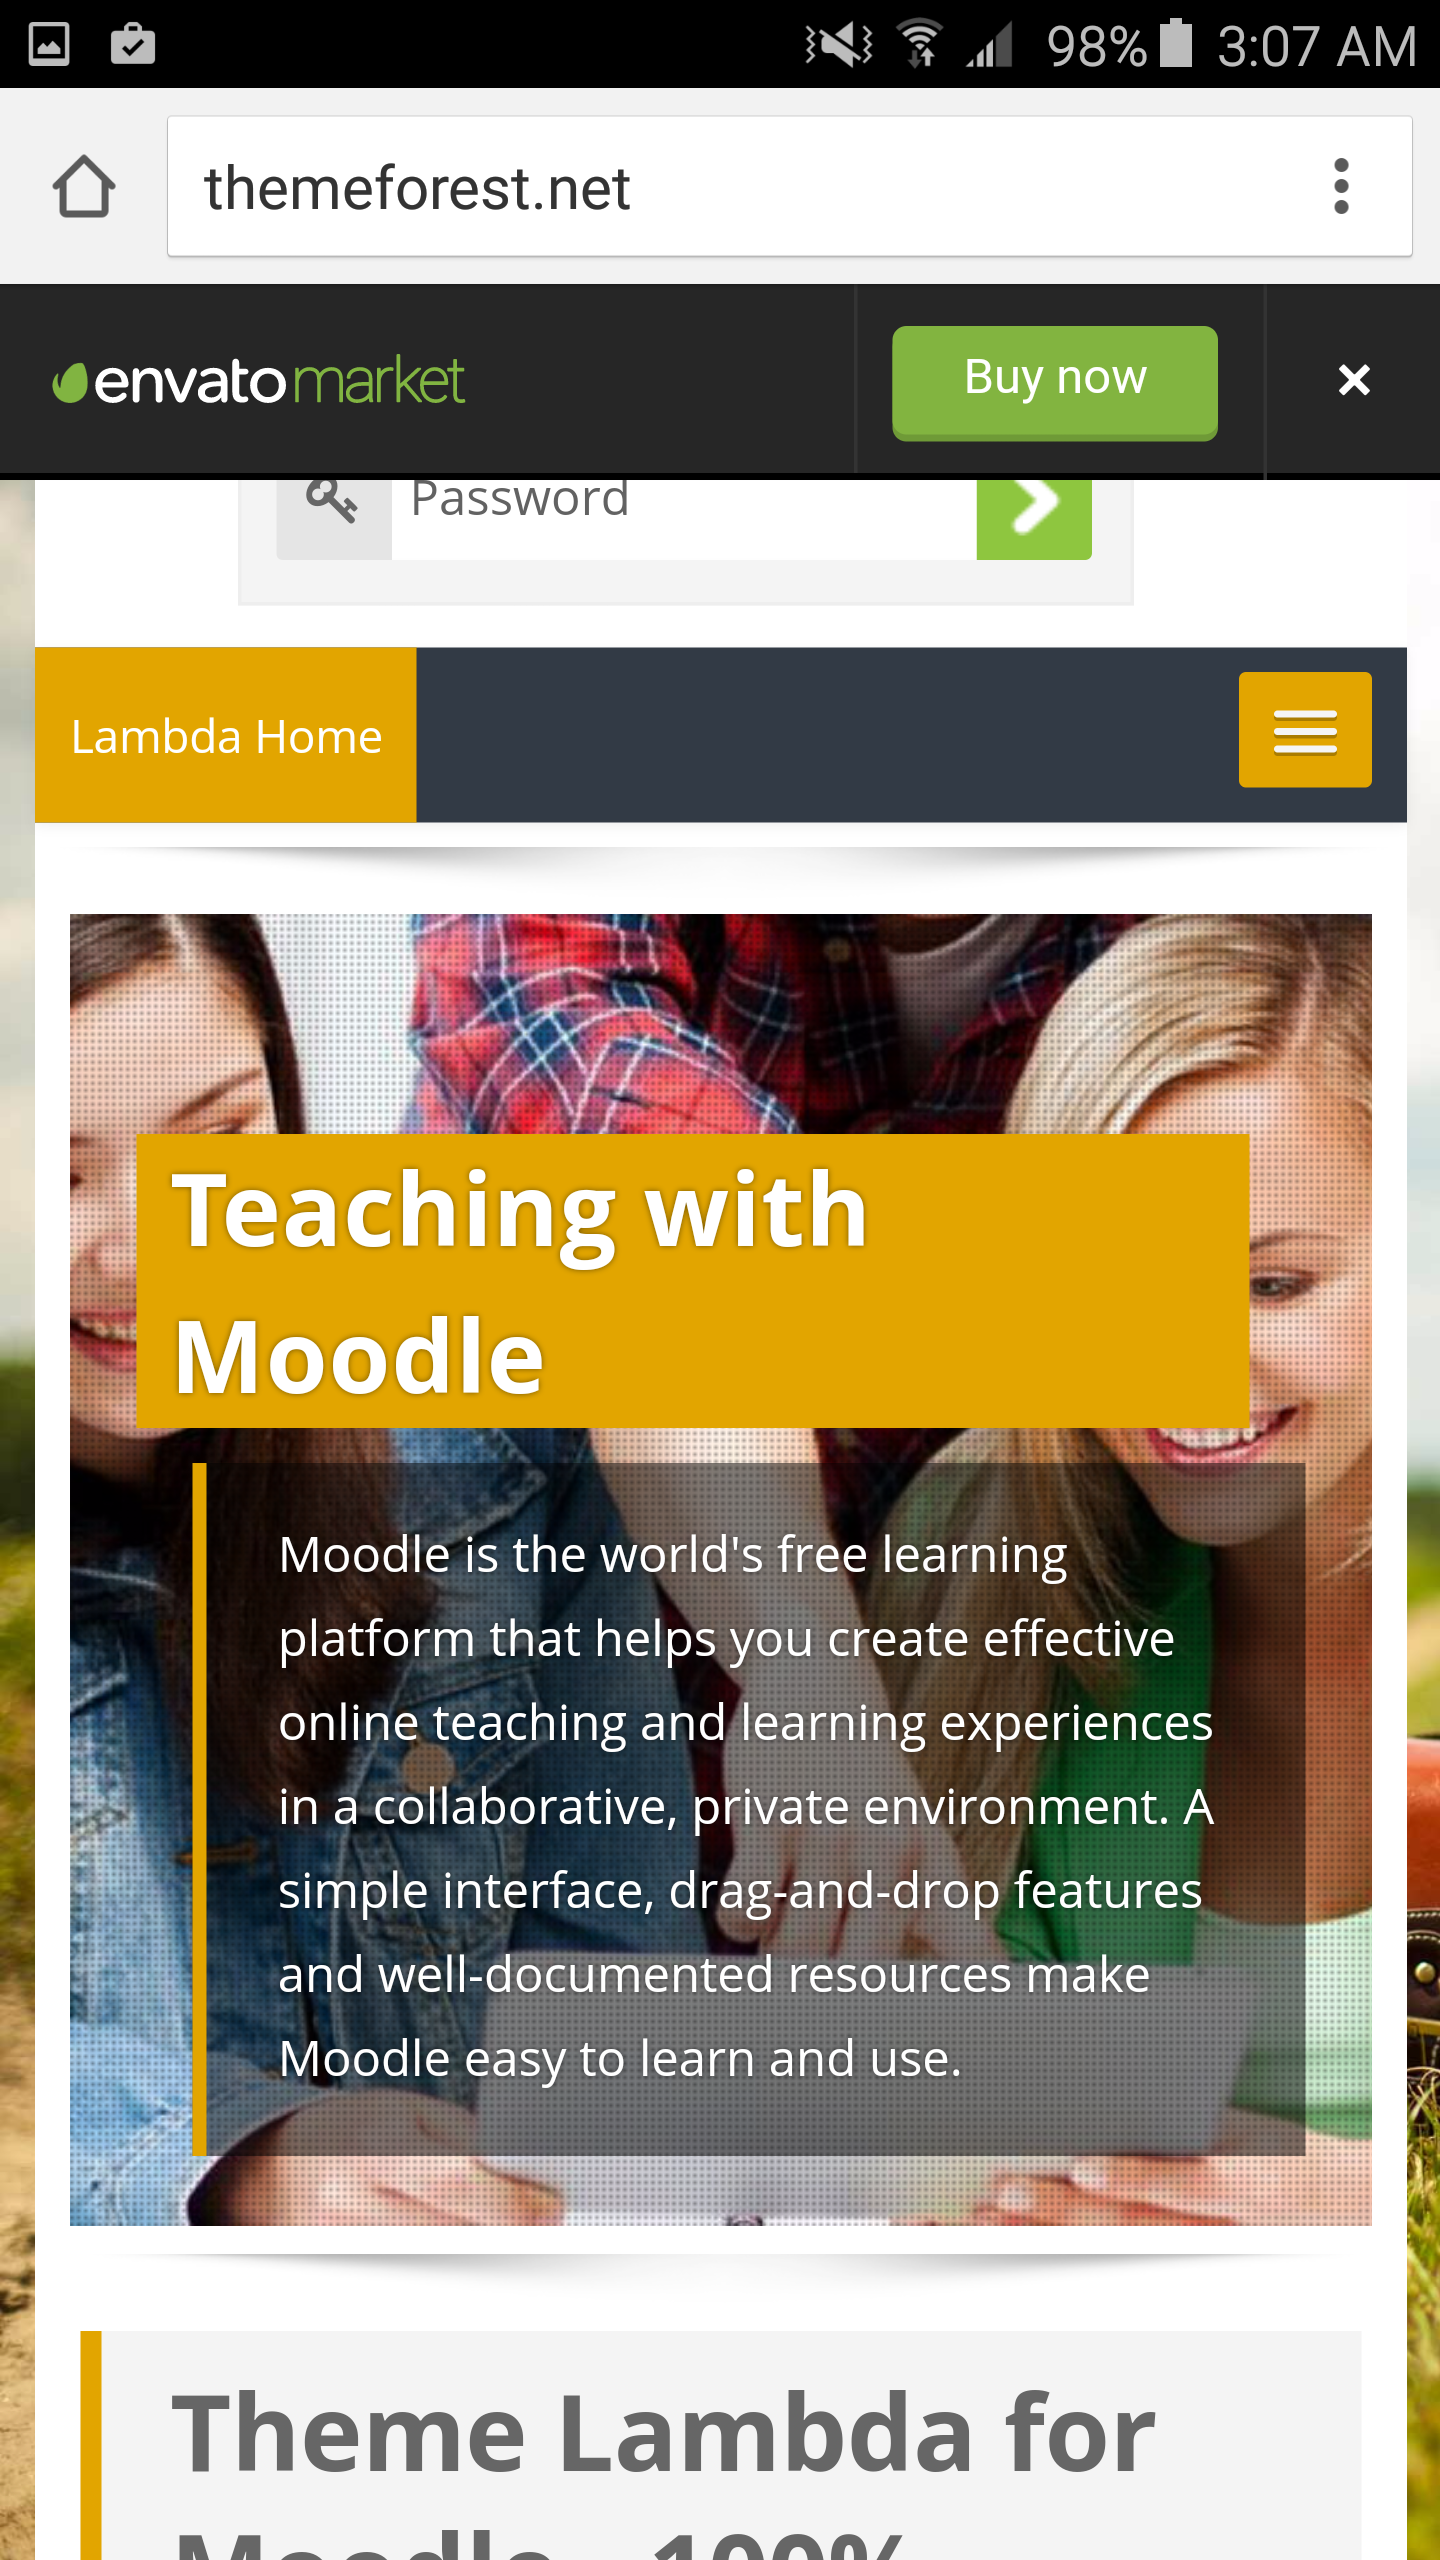 98% 3:07 AM
themeforest.net
envatomarket
Buy now
Password
Lambda Home
Teaching with
Moodle
Moodle is the world's free learning
platform that helps you create effective
online teaching and learning experiences
in a collaborative, private environment. A
simple interface, drag-and-drop features
and well-documented resources make
Moodle easy to learn and use.
Theme Lambda for
Moodle - 100%